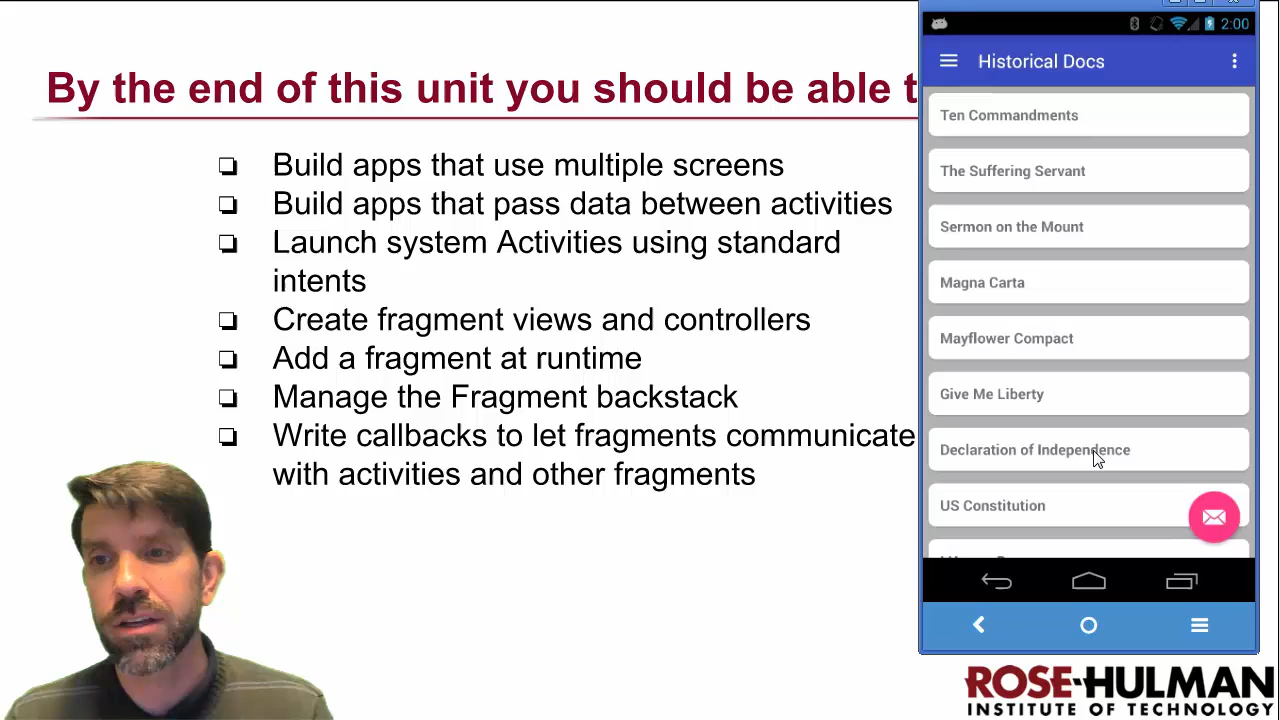 By the end of this unit you should be able t
❏ Build apps that use multiple screens
❏ Build apps that pass data between activities
❏ Launch system Activities using standard
intents
❏ Create fragment views and controllers
❏ Add a fragment at runtime
❏ Manage the Fragment backstack
❏ Write callbacks to let fragments communicate
with activities and other fragments
2:00
Historical Docs
Ten Commandments
The Suffering Servant
Sermon on the Mount
Magna Carta
Mayflower Compact
Give Me Liberty
Declaration of Independence
US Constitution
ROSE-HULMAN
INSTITUTE OF TECHNOLOGY